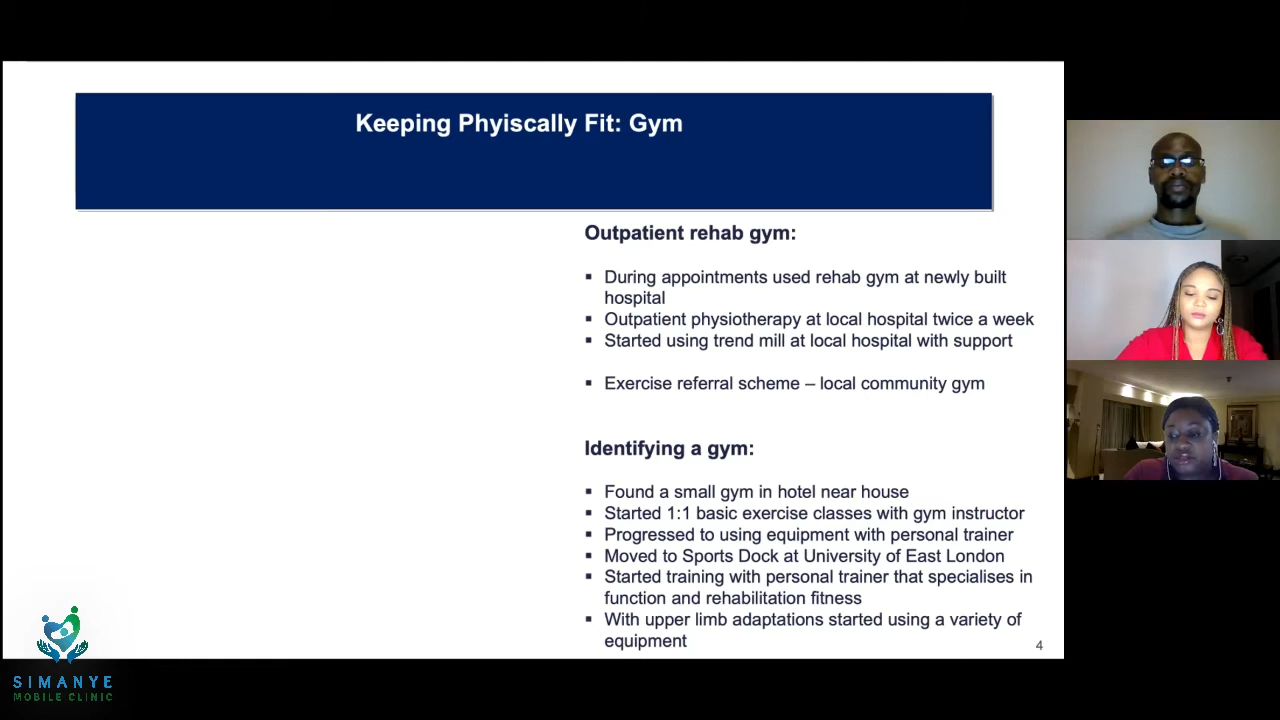 Keeping Phyiscally Fit: Gym
Outpatient rehab gym:
▪ During appointments used rehab gym at newly built
hospital
▪ Outpatient physiotherapy at local hospital twice a week
▪ Started using trend mill at local hospital with support
▪ Exercise referral scheme – local community gym
Identifying a gym:
▪ Found a small gym in hotel near house
▪ Started 1:1 basic exercise classes with gym instructor
▪ Progressed to using equipment with personal trainer
▪ Moved to Sports Dock at University of East London
▪ Started training with personal trainer that specialises in
function and rehabilitation fitness
▪ With upper limb adaptations started using a variety of
equipment
4
SIMANYE
MOBILE CLINIC